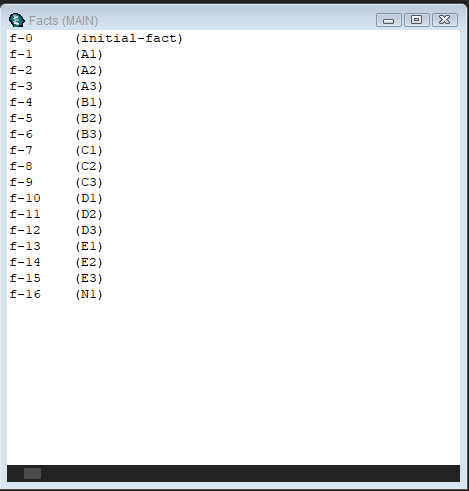 Facts (MAIN)
f-0 (initial-fact)
f-1 (A1)
f-2 (A2)
f-3 (A3)
f-4 (B1)
f-5 (B2)
f-6 (B3)
f-7 (C1)
f-8 (C2)
f-9 (C3)
f-10 (D1)
f-11 (D2)
f-12 (D3)
f-13 (E1)
f-14 (E2)
f-15 (E3)
f-16 (N1)